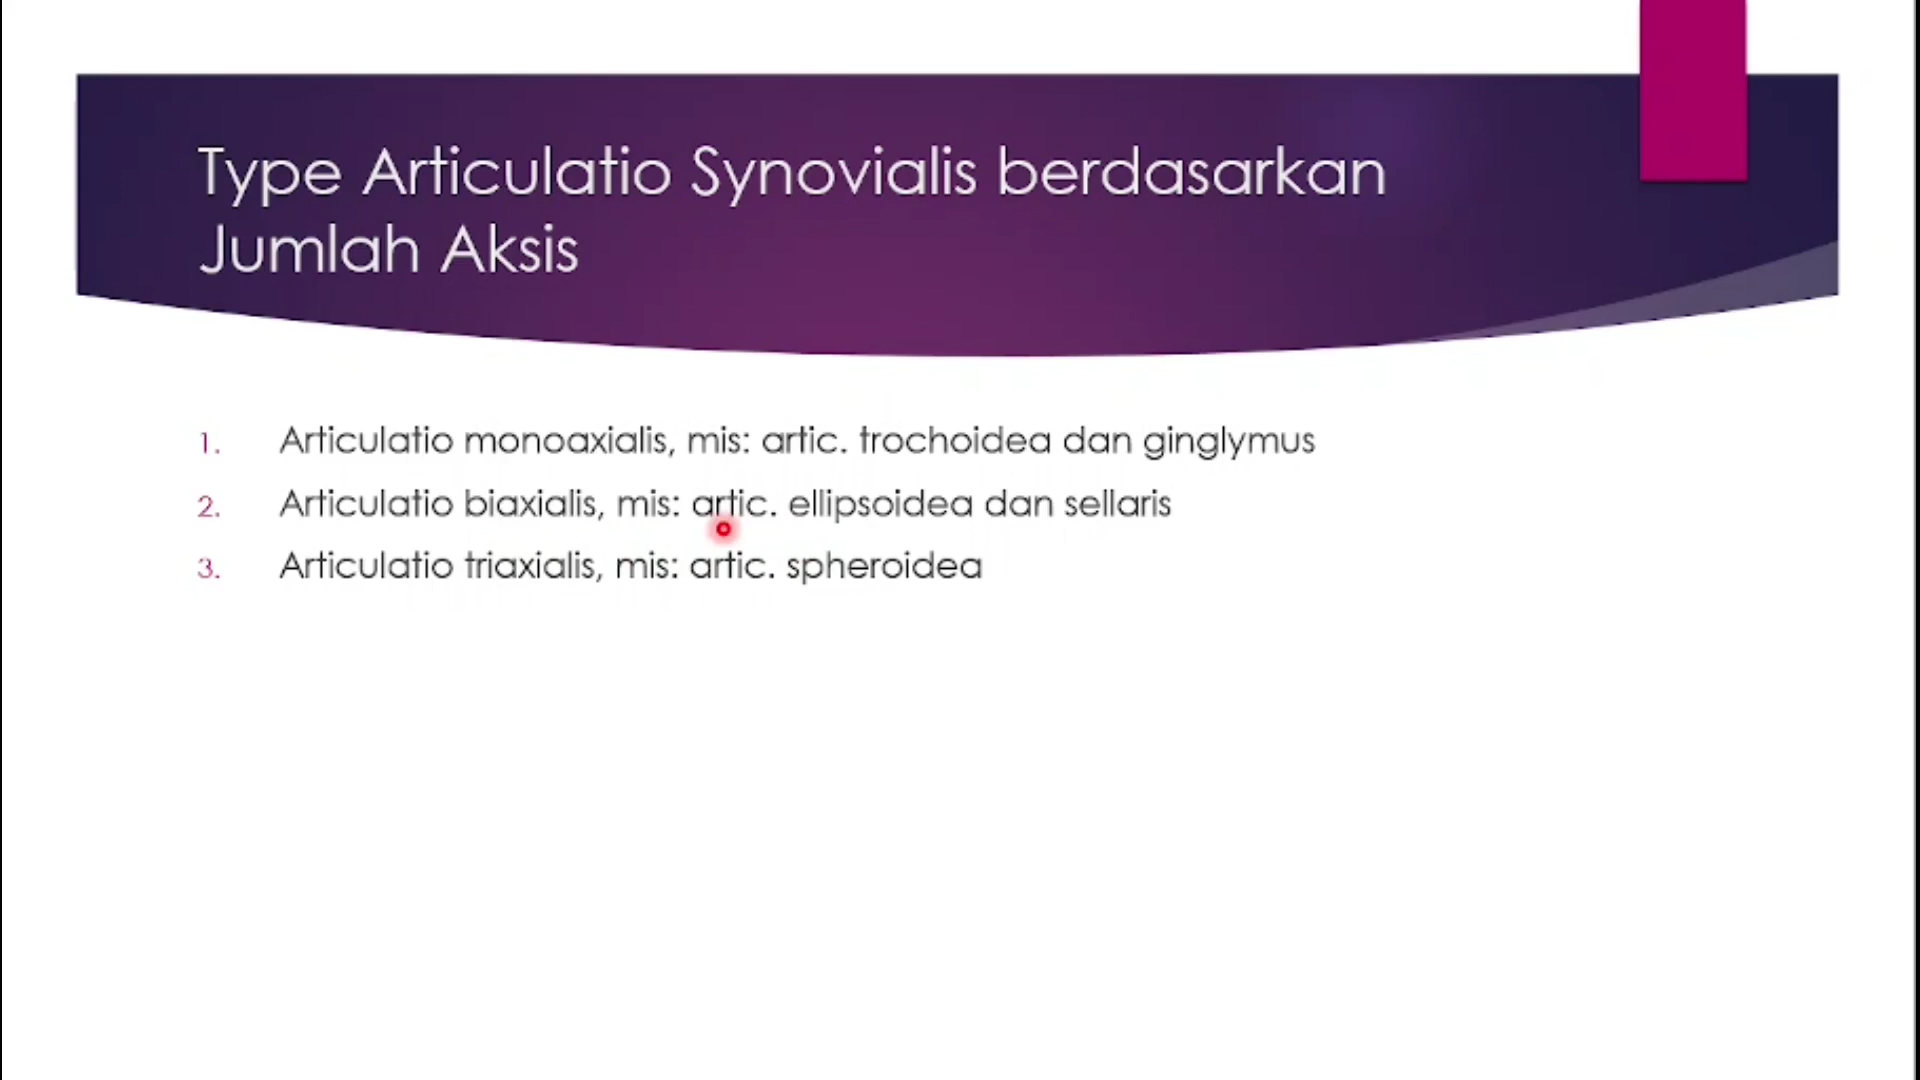 Type Articulatio Synovialis berdasarkan
Jumlah Aksis
1. Articulatio monoaxialis, mis: artic. trochoidea dan ginglymus
2. Articulatio biaxialis, mis: artic. ellipsoidea dan sellaris
3. Articulatio triaxialis, mis: artic. spheroidea